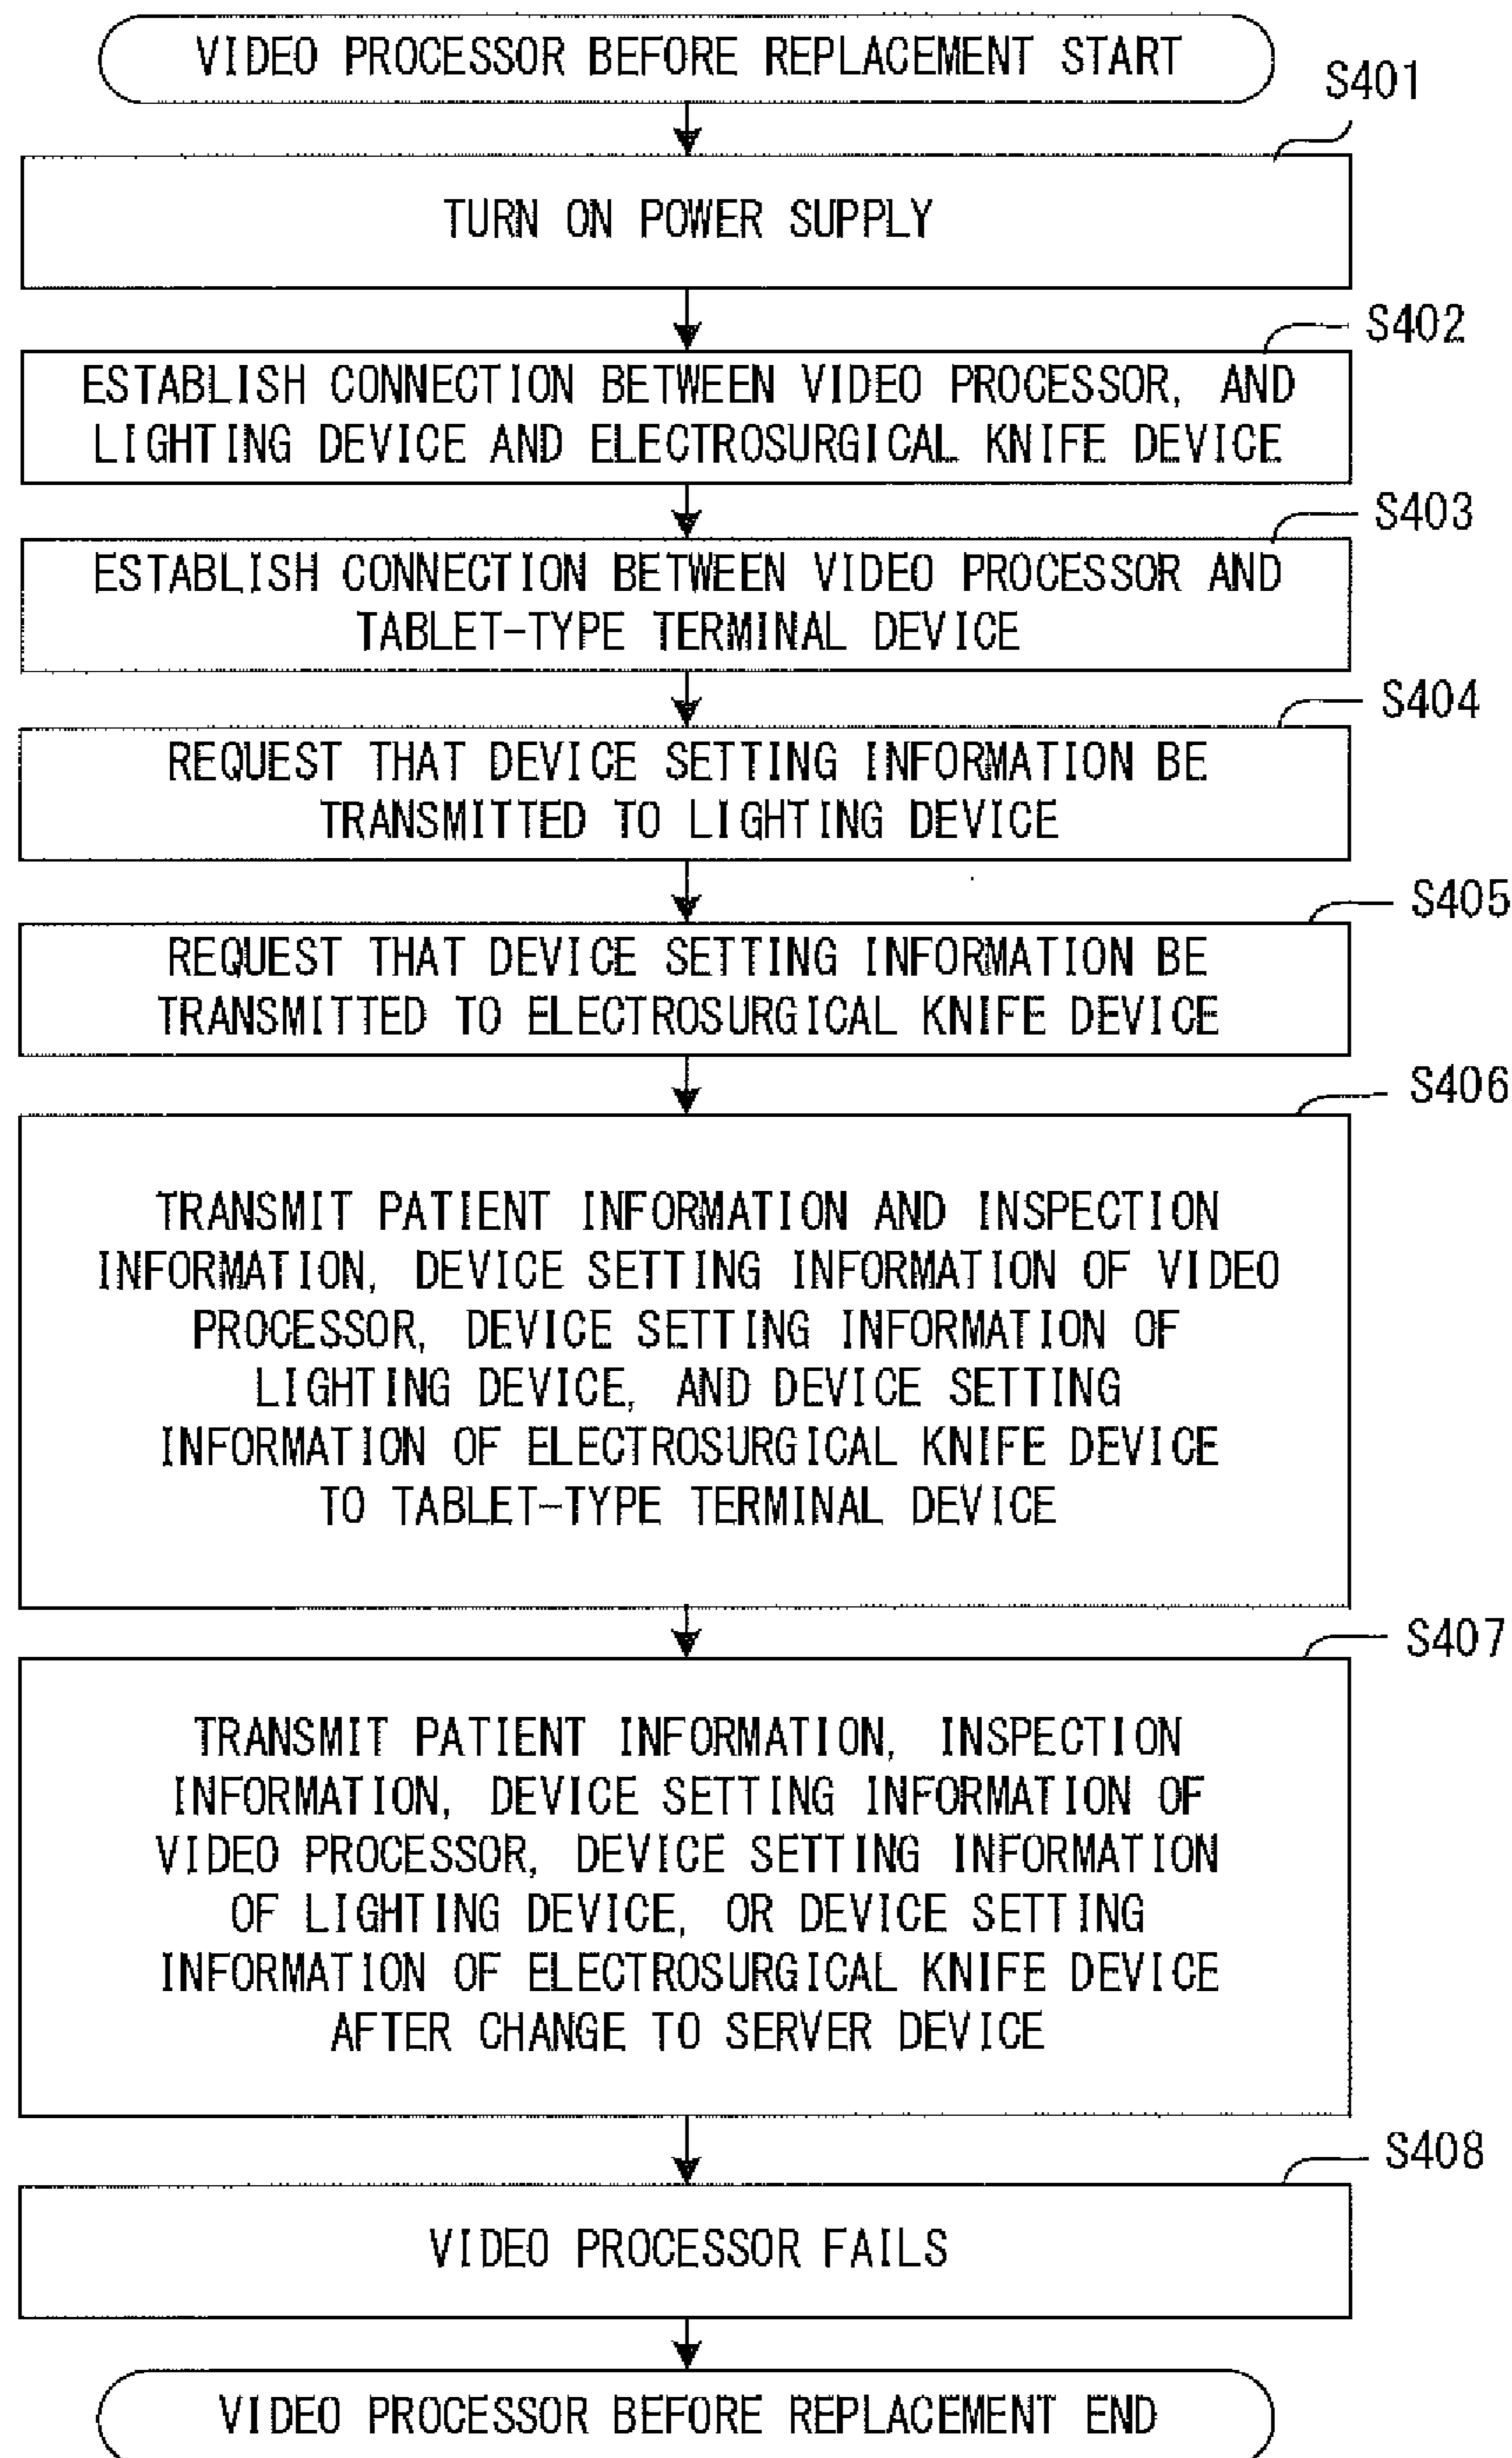 VIDEO PROCESSOR BEFORE REPLACEMENT START
S401
TURN ON POWER SUPPLY
S402
ESTABLISH CONNECTION BETWEEN VIDEO PROCESSOR, AND
LIGHTING DEVICE AND ELECTROSURGICAL KNIFE DEVICE
S403
ESTABLISH CONNECTION BETWEEN VIDEO PROCESSOR AND
TABLET-TYPE TERMINAL DEVICE
S404
REQUEST THAT DEVICE SETTING INFORMATION BE
TRANSMITTED TO LIGHTING DEVICE
S405
REQUEST THAT DEVICE SETTING INFORMATION BE
TRANSMITTED TO ELECTROSURGICAL KNIFE DEVICE
S406
TRANSMIT PATIENT INFORMATION AND INSPECTION
INFORMATION, DEVICE SETTING INFORMATION OF VIDEO
PROCESSOR, DEVICE SETTING INFORMATION OF
LIGHTING DEVICE, AND DEVICE SETTING
INFORMATION OF ELECTROSURGICAL KNIFE DEVICE
TO TABLET-TYPE TERMINAL DEVICE
S407
TRANSMIT PATIENT INFORMATION, INSPECTION
INFORMATION, DEVICE SETTING INFORMATION OF
VIDEO PROCESSOR, DEVICE SETTING INFORMATION
OF LIGHTING DEVICE, OR DEVICE SETTING
INFORMATION OF ELECTROSURGICAL KNIFE DEVICE
AFTER CHANGE TO SERVER DEVICE
S408
VIDEO PROCESSOR FAILS
VIDEO PROCESSOR BEFORE REPLACEMENT END